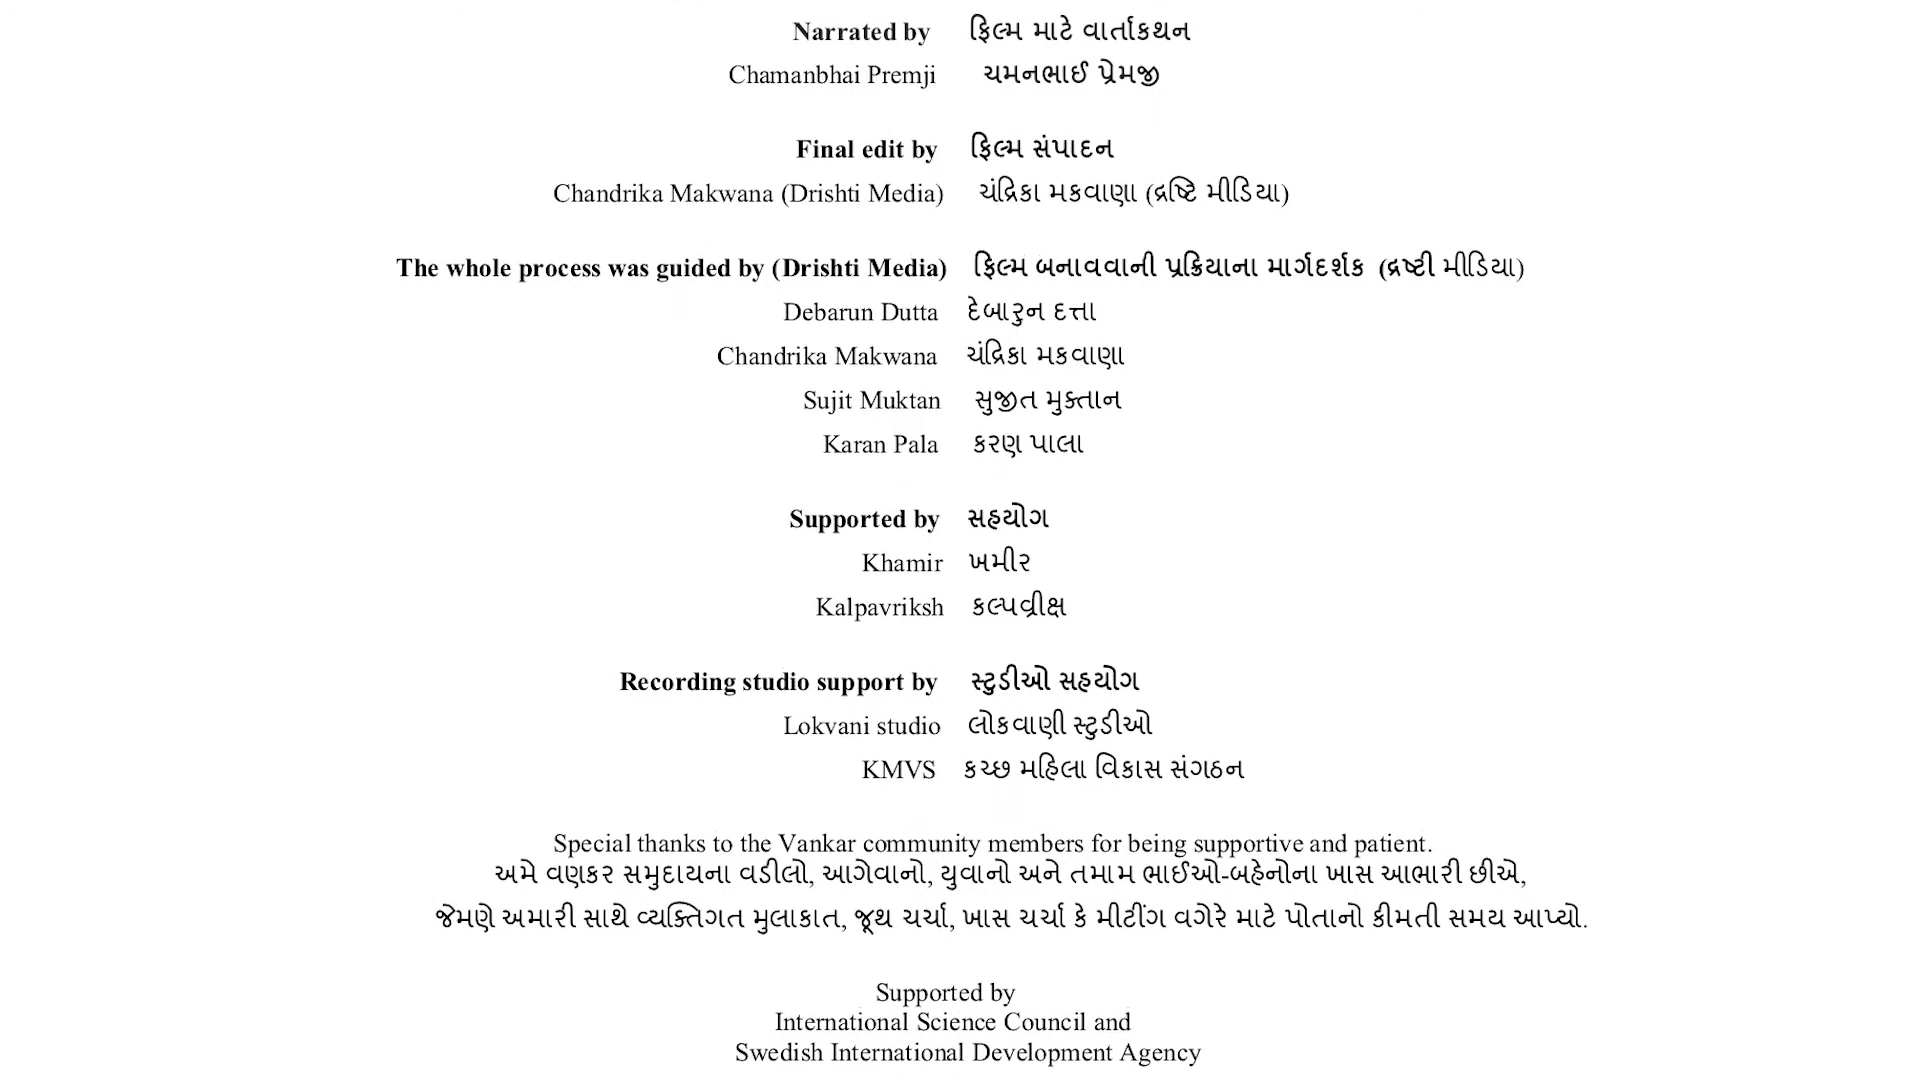 Narrated by ફિલ્મ માટે વાર્તાકથન
Chamanbhai Premji ચમનભાઈ પ્રેમજી
Final edit by ફિલ્મ સંપાદન
Chandrika Makwana (Drishti Media) ચંદ્રિકા મકવાણા (દ્રષ્ટિ મીડિયા)
The whole process was guided by (Drishti Media) ફિલ્મ બનાવવાની પ્રક્રિયાના માર્ગદર્શક (દ્રષ્ટી મીડિયા)
Debarun Dutta દેબારુન દત્તા
Chandrika Makwana ચંદ્રિકા મકવાણા
Sujit Muktan સુજીત મુક્તાન
Karan Pala કરણ પાલા
Supported by સહયોગ
Khamir ખમીર
Kalpavriksh કલ્પવ્રીક્ષ
Recording studio support by સ્ટુડીઓ સહયોગ
Lokvani studio લોકવાણી સ્ટુડીઓ
KMVS કચ્છ મહિલા વિકાસ સંગઠન
Special thanks to the Vankar community members for being supportive and patient.
અમે વણકર સમુદાયના વડીલો, આગેવાનો, યુવાનો અને તમામ ભાઈઓ-બહેનોના ખાસ આભારી છીએ,
જેમણે અમારી સાથે વ્યક્તિગત મુલાકાત, જૂથ ચર્ચા, ખાસ ચર્ચા કે મીટીંગ વગેરે માટે પોતાનો કીમતી સમય આપ્યો.
Supported by
International Science Council and
Swedish International Development Agency